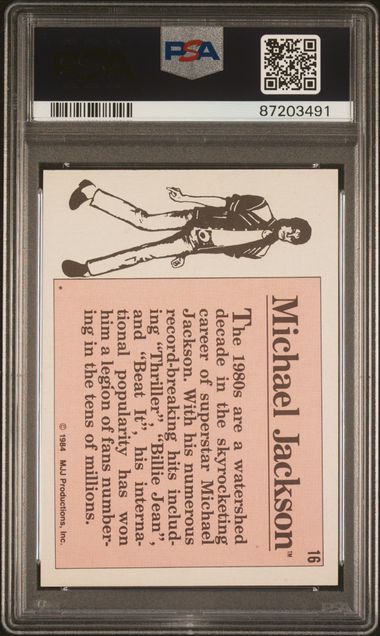 PSA
87203491
16
Michael Jackson™
The 1980s are a watershed
decade in the skyrocketing
career of superstar Michael
Jackson. With his numerous
record-breaking hits includ-
ing "Thriller", "Billie Jean",
and "Beat It", his interna-
tional popularity has won
him a legion of fans number-
ing in the tens of millions.
*
© 1984 MJJ Productions, Inc.